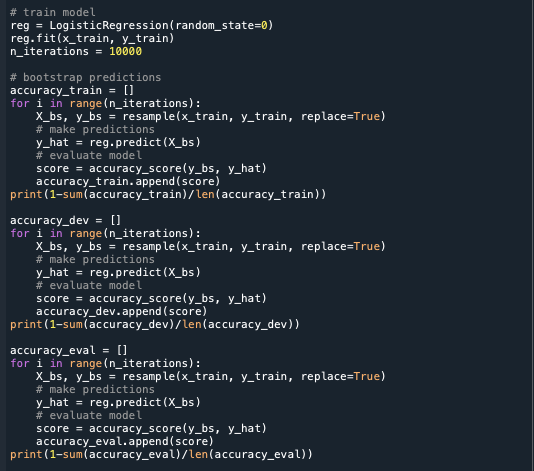 # train model
reg = LogisticRegression(random_state=0)
reg.fit(x_train, y_train)
n_iterations = 10000

# bootstrap predictions
accuracy_train = []
for i in range(n_iterations):
    X_bs, y_bs = resample(x_train, y_train, replace=True)
    # make predictions
    y_hat = reg.predict(X_bs)
    # evaluate model
    score = accuracy_score(y_bs, y_hat)
    accuracy_train.append(score)
print(1-sum(accuracy_train)/len(accuracy_train))

accuracy_dev = []
for i in range(n_iterations):
    X_bs, y_bs = resample(x_train, y_train, replace=True)
    # make predictions
    y_hat = reg.predict(X_bs)
    # evaluate model
    score = accuracy_score(y_bs, y_hat)
    accuracy_dev.append(score)
print(1-sum(accuracy_dev)/len(accuracy_dev))

accuracy_eval = []
for i in range(n_iterations):
    X_bs, y_bs = resample(x_train, y_train, replace=True)
    # make predictions
    y_hat = reg.predict(X_bs)
    # evaluate model
    score = accuracy_score(y_bs, y_hat)
    accuracy_eval.append(score)
print(1-sum(accuracy_eval)/len(accuracy_eval))